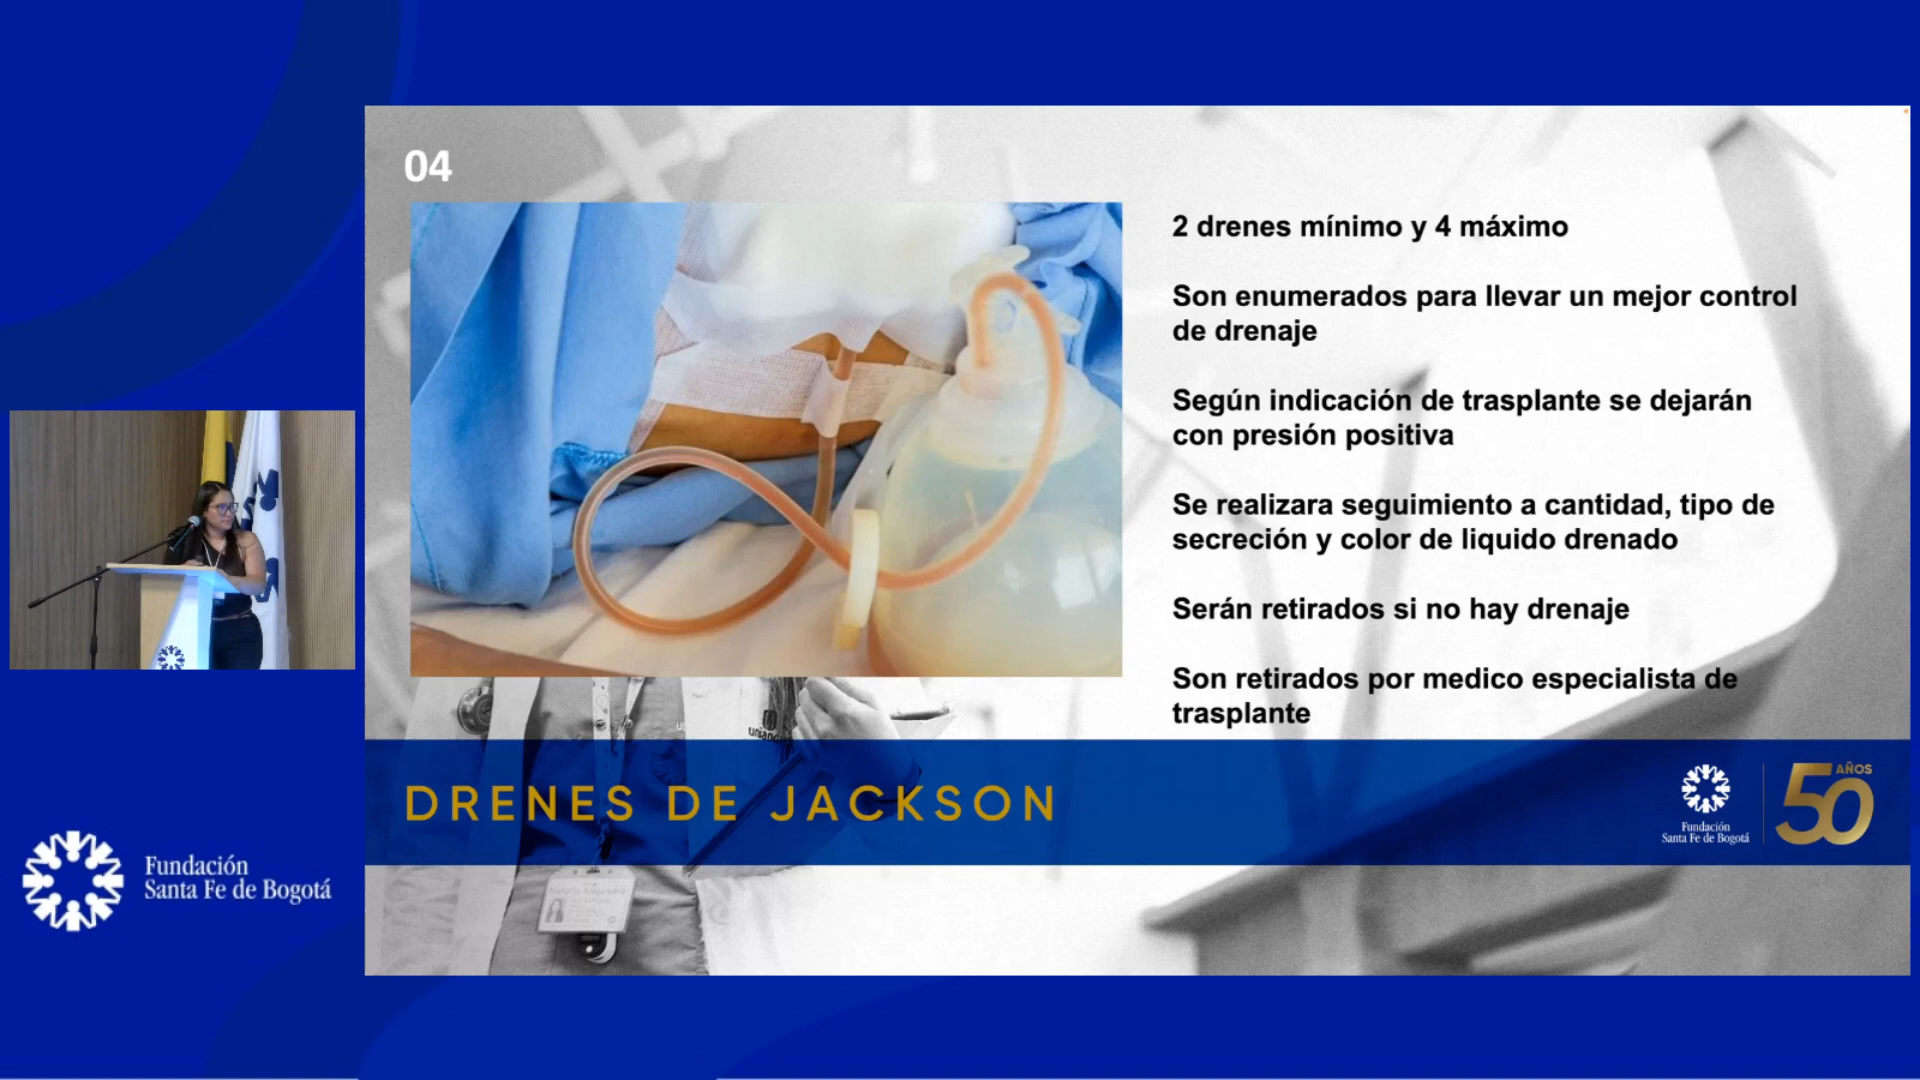 04
2 drenes mínimo y 4 máximo
Son enumerados para llevar un mejor control
de drenaje
Según indicación de trasplante se dejarán
con presión positiva
Se realizara seguimiento a cantidad, tipo de
secreción y color de liquido drenado
Serán retirados si no hay drenaje
Son retirados por medico especialista de
trasplante
DRENES DE JACKSON
Fundación
Santa Fe de Bogotá
50 AÑOS
Fundación
Santa Fe de Bogotá